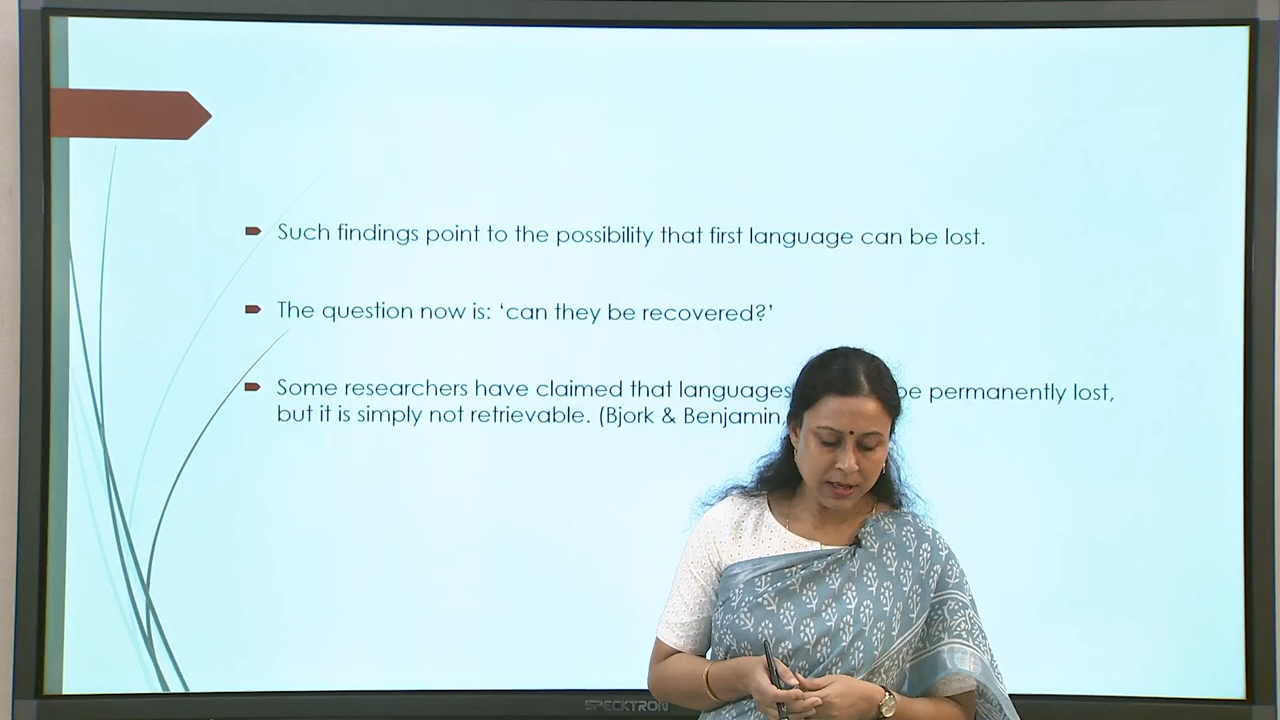 Such findings point to the possibility that first language can be lost.
The question now is: ‘can they be recovered?’
Some researchers have claimed that languages be permanently lost,
but it is simply not retrievable. (Bjork & Benjamin,
SPECKTRON